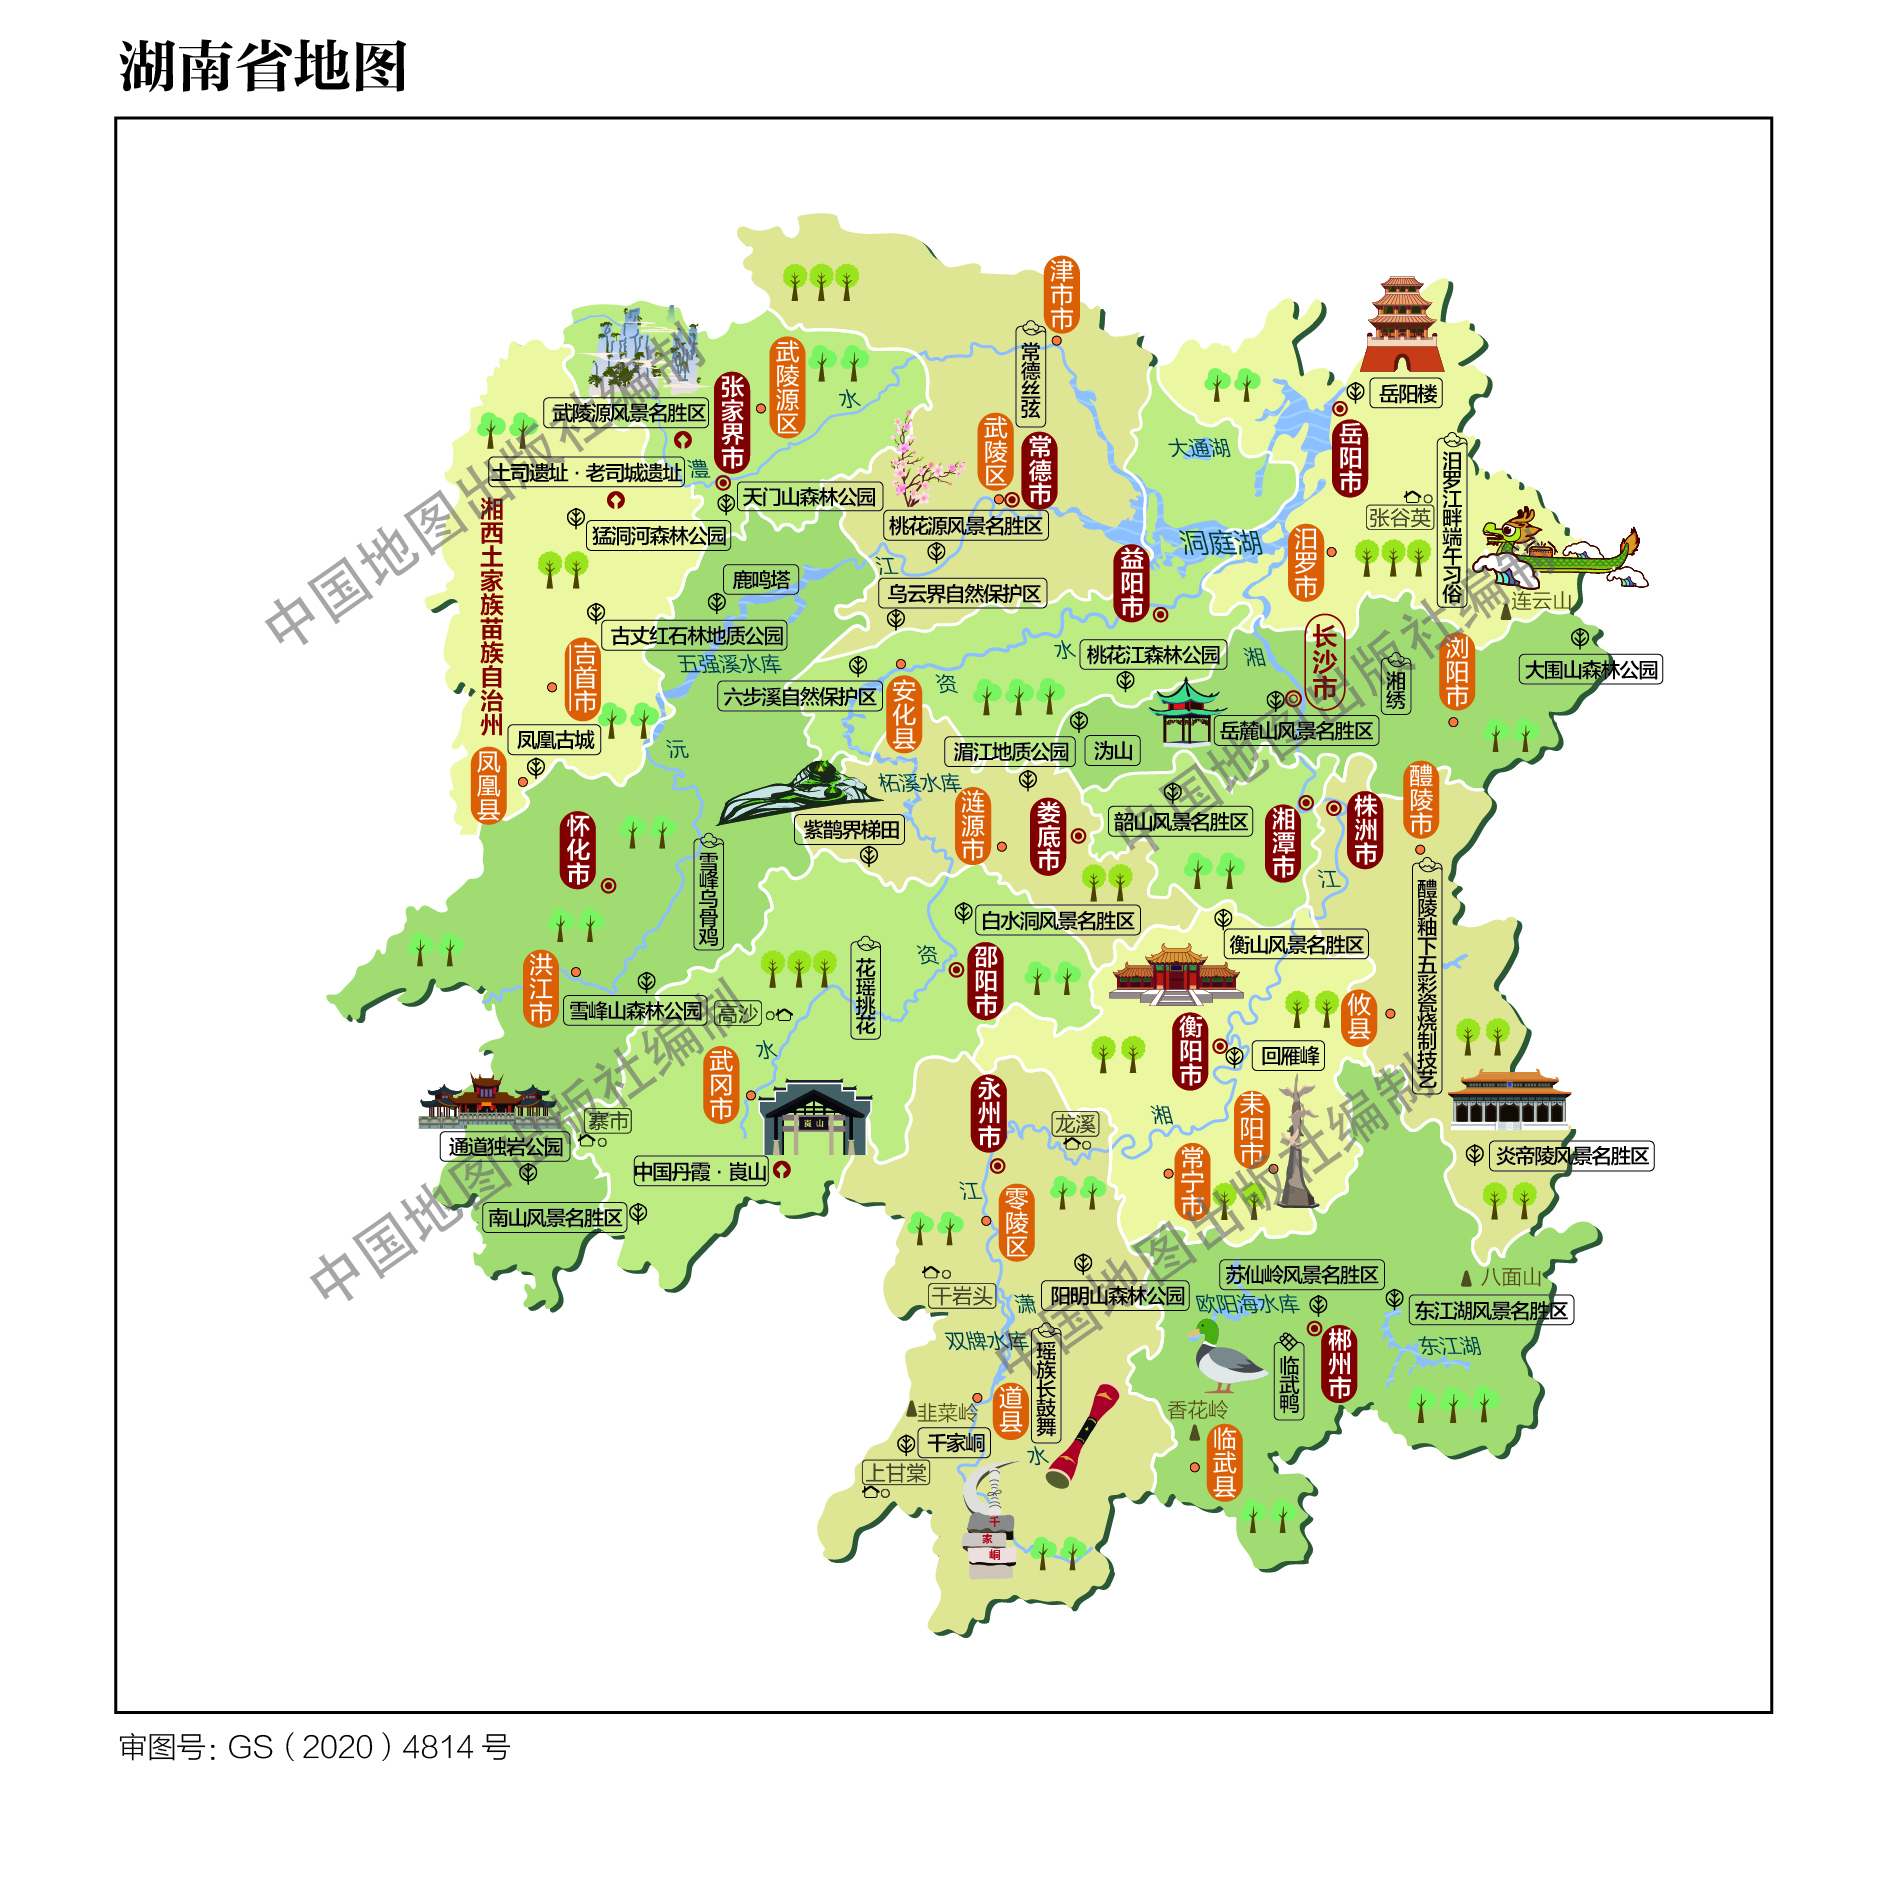 湖南省地图
津市市
常德丝弦
武陵源区
张家界市
武陵源风景名胜区
水
岳阳楼
武陵区
常德市
岳阳市
大通湖
土司遗址·老司城遗址
澧
天门山森林公园
汨罗江畔端午习俗
张谷英
湘西土家族苗族自治州
猛洞河森林公园
桃花源风景名胜区
洞庭湖
汨罗市
益阳市
江
鹿鸣塔
乌云界自然保护区
连云山
古丈红石林地质公园
吉首市
五强溪水库
水
桃花江森林公园
湘
长沙市
湘绣
浏阳市
大围山森林公园
六步溪自然保护区
安化县
资
岳麓山风景名胜区
凤凰古城
沅
湄江地质公园
沩山
凤凰县
柘溪水库
涟源市
醴陵市
怀化市
紫鹊界梯田
娄底市
韶山风景名胜区
湘潭市
株洲市
雪峰乌骨鸡
江
醴陵釉下五彩瓷烧制技艺
白水洞风景名胜区
衡山风景名胜区
资
邵阳市
花瑶挑花
洪江市
雪峰山森林公园
高沙
攸县
衡阳市
回雁峰
水
武冈市
永州市
崀山
寨市
龙溪
湘
耒阳市
通道独岩公园
中国丹霞·崀山
常宁市
炎帝陵风景名胜区
江
零陵区
南山风景名胜区
干岩头
潇
阳明山森林公园
苏仙岭风景名胜区
八面山
欧阳海水库
东江湖风景名胜区
双牌水库
瑶族长鼓舞
郴州市
东江湖
临武鸭
道县
韭菜岭
香花岭
千家峒
水
临武县
上甘棠
千
家
峒
中国地图出版社编制
中国地图出版社编制
中国地图出版社编制
中国地图出版社编制
审图号：GS（2020）4814 号